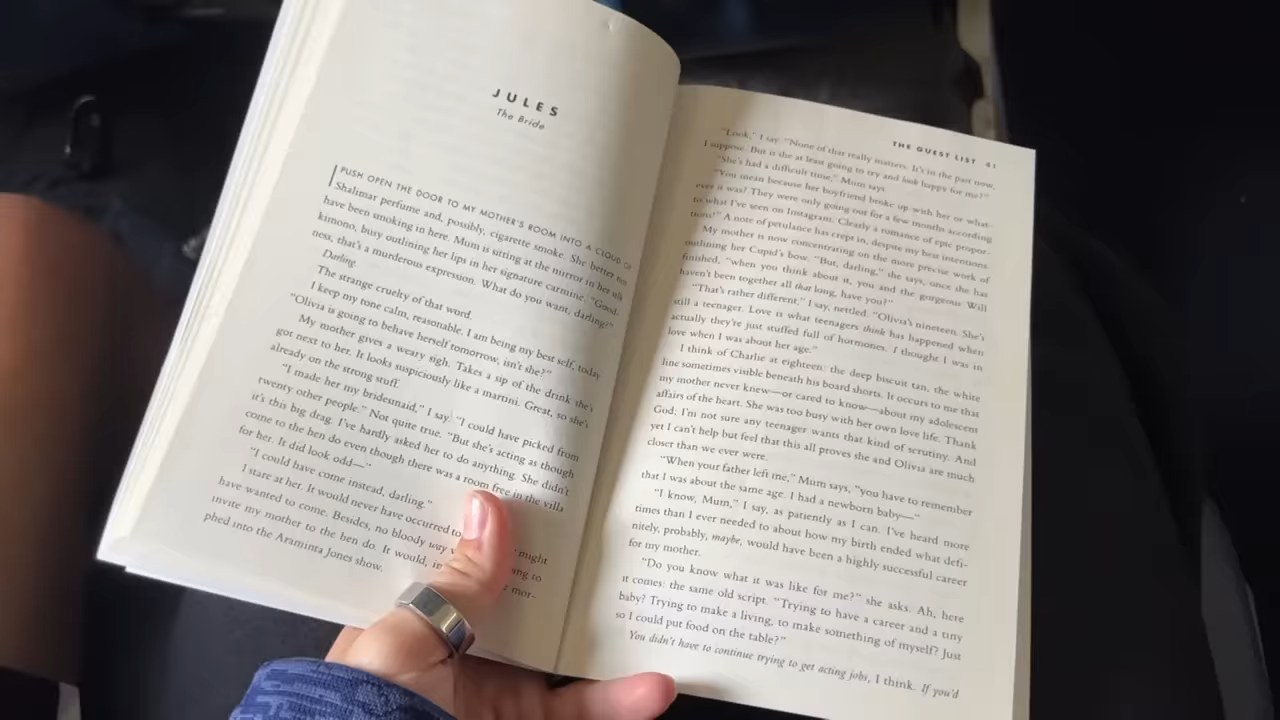 JULES
The Bride
I PUSH OPEN THE DOOR TO MY MOTHER'S ROOM INTO A CLOUD OF
Shalimar perfume and, possibly, cigarette smoke. She better not
have been smoking in here. Mum is sitting at the mirror in her silk
kimono, busy outlining her lips in her signature carmine. "Good-
ness, that's a murderous expression. What do you want, darling?"
Darling.
The strange cruelty of that word.
I keep my tone calm, reasonable. I am being my best self, today.
"Olivia is going to behave herself tomorrow, isn't she?"
My mother gives a weary sigh. Takes a sip of the drink she's
got next to her. It looks suspiciously like a martini. Great, so she's
already on the strong stuff.
"I made her my bridesmaid," I say. "I could have picked from
twenty other people." Not quite true. "But she's acting as though
it's this big drag. I've hardly asked her to do anything. She didn't
come to the hen do even though there was a room free in the villa
for her. It did look odd—"
"I could have come instead, darling."
I stare at her. It would never have occurred to might
have wanted to come. Besides, no bloody way to
invite my mother to the hen do. It would, mor-
phed into the Araminta Jones show.
THE GUEST LIST 61
"Look," I say. "None of that really matters. It's in the past now,
I suppose. But is she at least going to try and look happy for me?"
"She's had a difficult time," Mum says.
"You mean because her boyfriend broke up with her or what-
ever it was? They were only going out for a few months according
to what I've seen on Instagram. Clearly a romance of epic propor-
tions!" A note of petulance has crept in, despite my best intentions.
My mother is now concentrating on the more precise work of
outlining her Cupid's bow. "But, darling," she says, once she has
finished, "when you think about it, you and the gorgeous Will
haven't been together all that long, have you?"
"That's rather different," I say, nettled. "Olivia's nineteen. She's
still a teenager. Love is what teenagers think has happened when
actually they're just stuffed full of hormones. I thought I was in
love when I was about her age."
I think of Charlie at eighteen: the deep biscuit tan, the white
line sometimes visible beneath his board shorts. It occurs to me that
my mother never knew—or cared to know—about my adolescent
affairs of the heart. She was too busy with her own love life. Thank
God; I'm not sure any teenager wants that kind of scrutiny. And
yet I can't help but feel that this all proves she and Olivia are much
closer than we ever were.
"When your father left me," Mum says, "you have to remember
that I was about the same age. I had a newborn baby—"
"I know, Mum," I say, as patiently as I can. I've heard more
times than I ever needed to about how my birth ended what defi-
nitely, probably, maybe, would have been a highly successful career
for my mother.
"Do you know what it was like for me?" she asks. Ah, here
it comes: the same old script. "Trying to have a career and a tiny
baby? Trying to make a living, to make something of myself? Just
so I could put food on the table?"
You didn't have to continue trying to get acting jobs, I think. If you'd